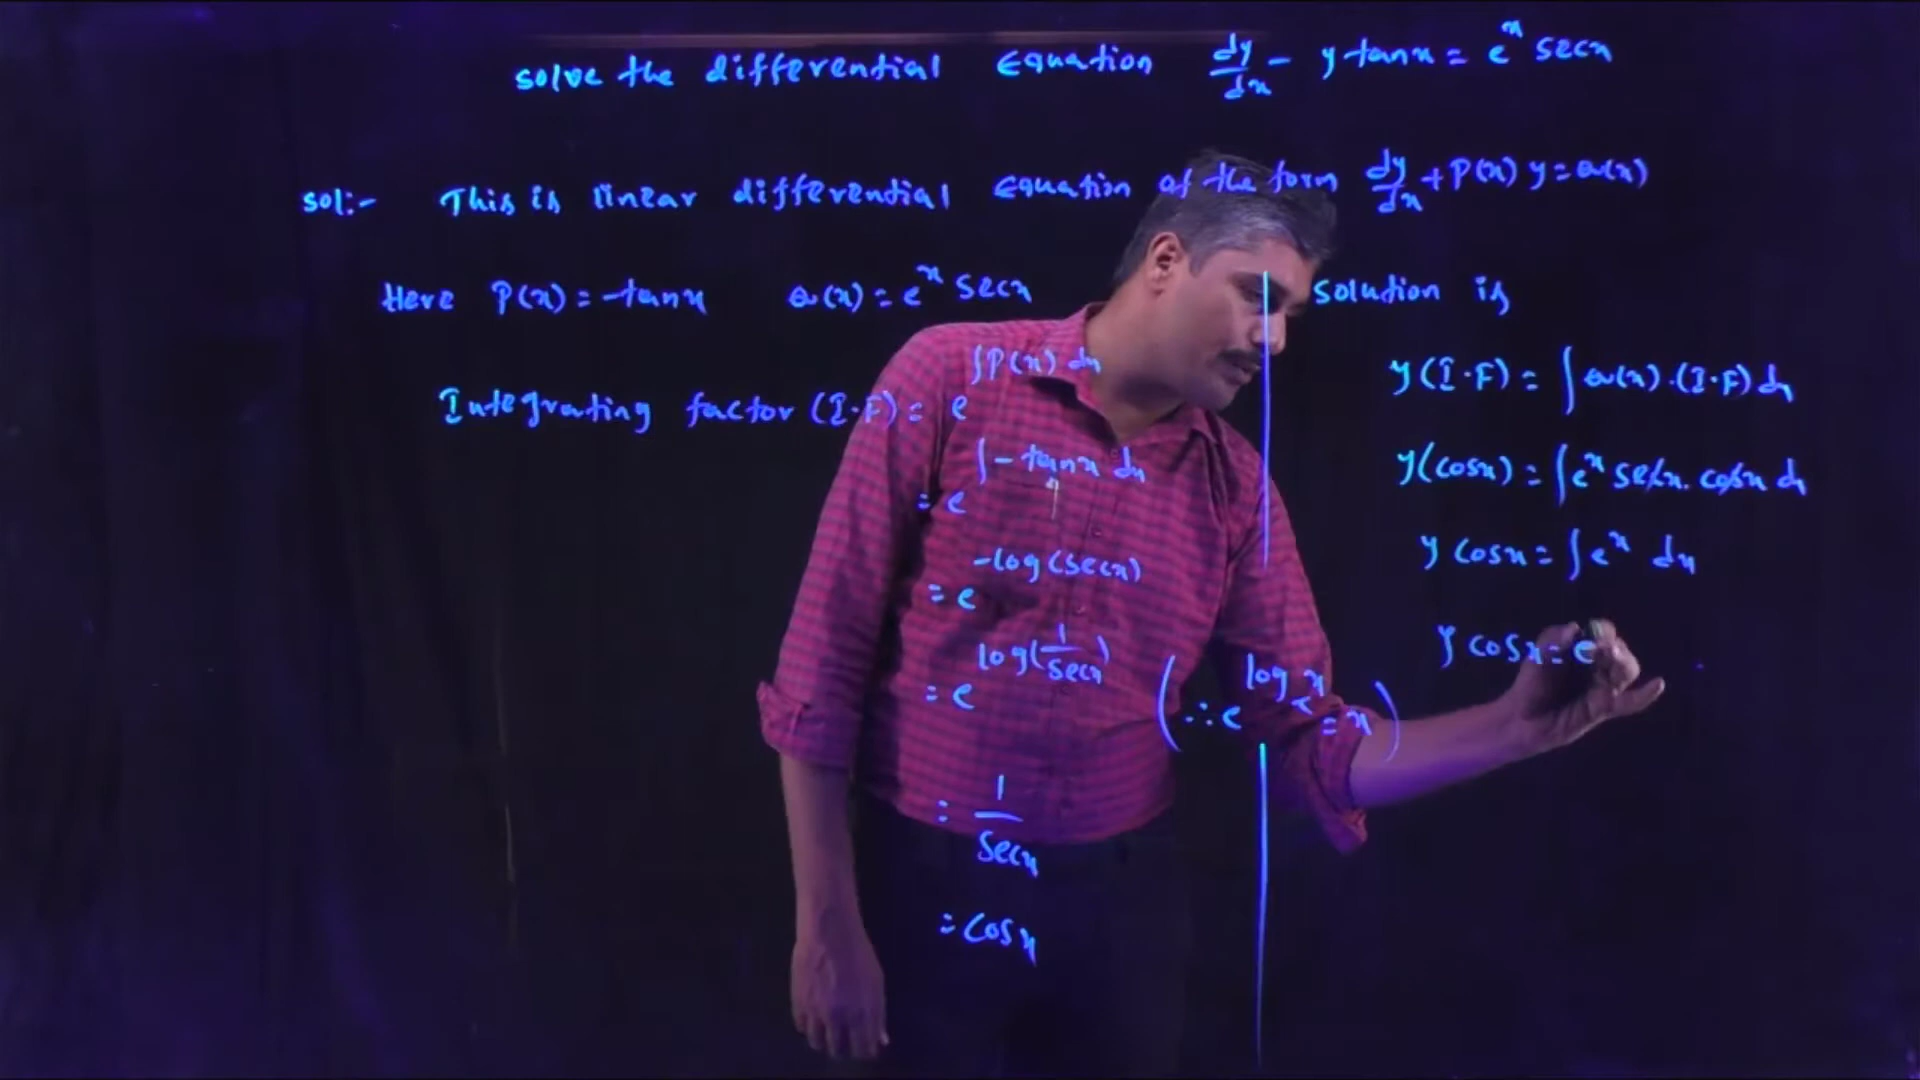 solve the differential Equation dy/dx - y tanx = e^x secx
Sol:- This is linear differential Equation of the form dy/dx + P(x) y = Q(x)
Here P(x) = -tanx Q(x) = e^x secx
Integrating factor (I.F) = e^∫P(x) dx
= e^∫-tanx dx
= e^-log(secx)
= e^log(1/secx) (∴ e^log_e x = x)
= 1/secx
= cosx
solution is
y(I.F) = ∫Q(x).(I.F) dx
y(cosx) = ∫e^x secx. cosx dx
y cosx = ∫e^x dx
y cosx = e